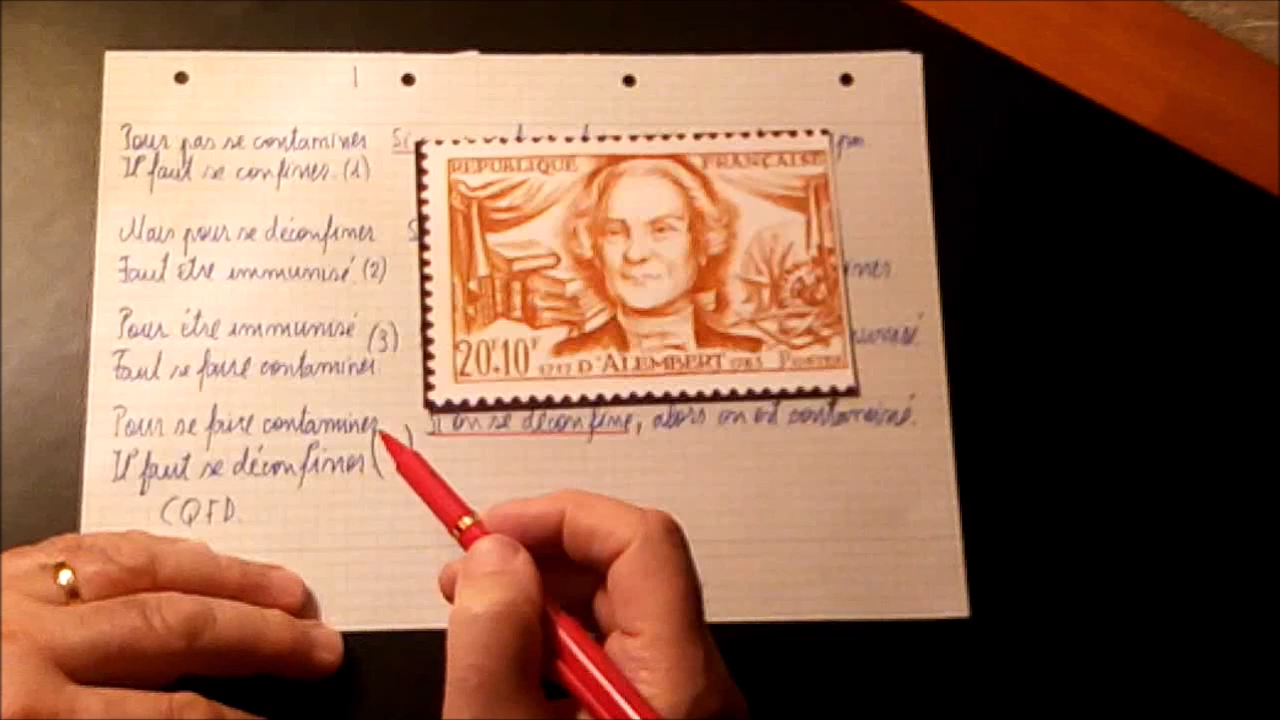 Pour pas se contaminer Si
Il faut se confiner. (1)
Mais pour se déconfiner
Faut être immunisé. (2)
Pour être immunisé (3)
Faut se faire contaminer.
Pour se faire contaminer Si on se déconfine, alors on est contaminé.
Il faut se déconfiner
CQFD.
REPUBLIQUE FRANÇAISE
20F+10F 1717 D'ALEMBERT 1783 POSTES